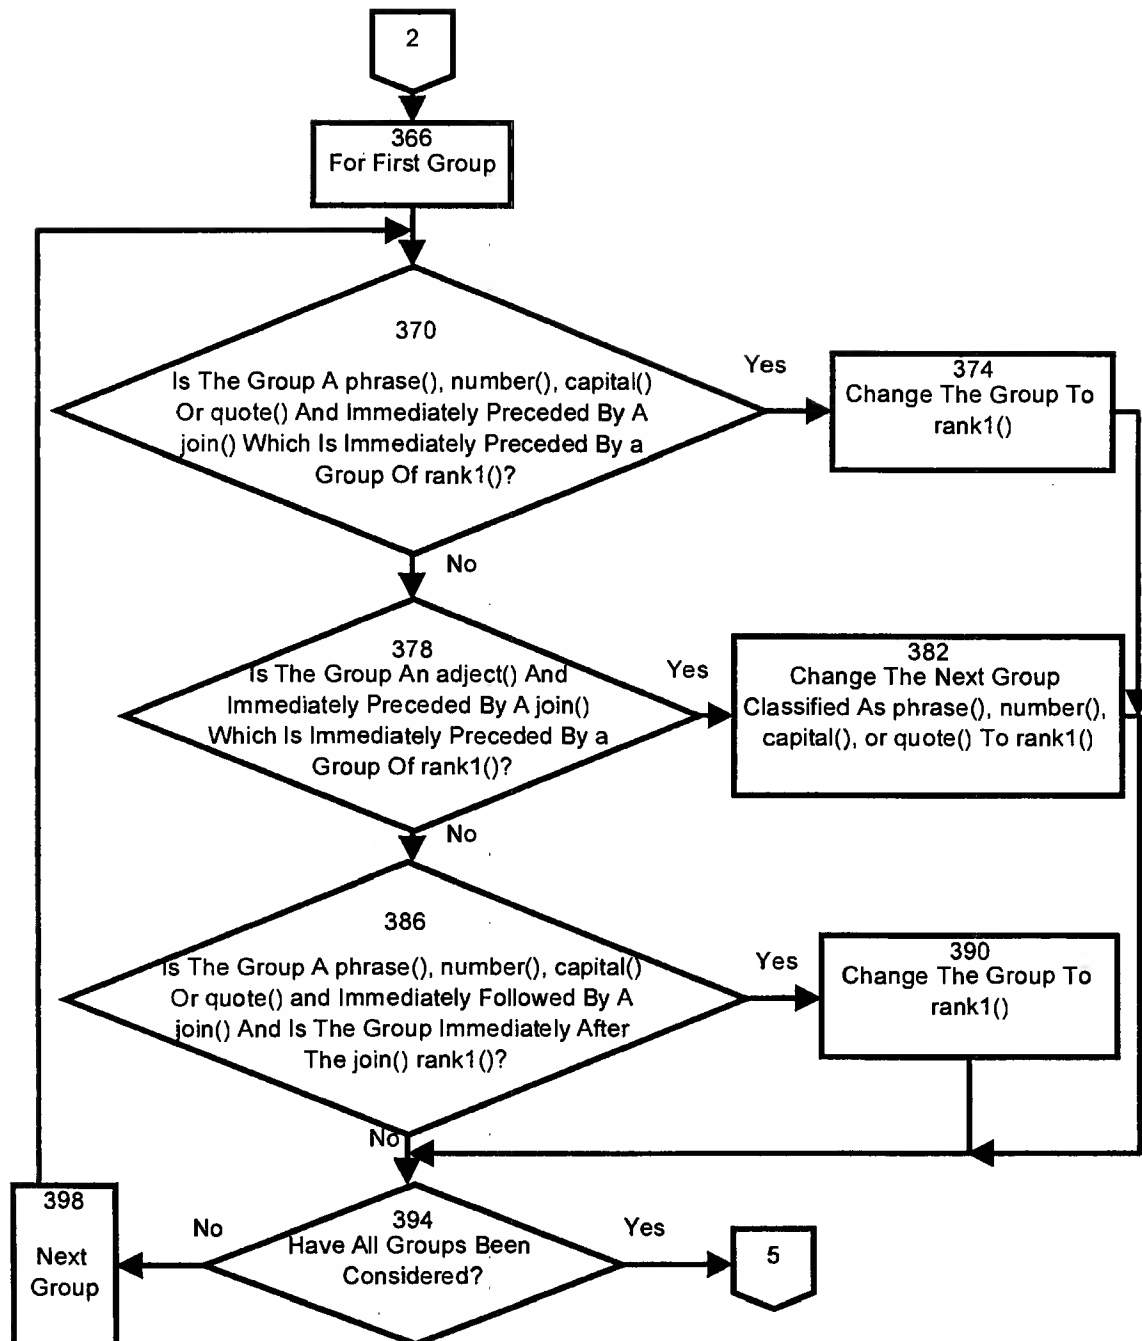 2
366
For First Group
370
Is The Group A phrase(), number(), capital()
Or quote() And Immediately Preceded By A
join() Which Is Immediately Preceded By a
Group Of rank1()?
Yes
374
Change The Group To
rank1()
No
378
Is The Group An adject() And
Immediately Preceded By A join()
Which Is Immediately Preceded By a
Group Of rank1()?
Yes
382
Change The Next Group
Classified As phrase(), number(),
capital(), or quote() To rank1()
No
386
Is The Group A phrase(), number(), capital()
Or quote() and Immediately Followed By A
join() And Is The Group Immediately After
The join() rank1()?
Yes
390
Change The Group To
rank1()
No
394
Have All Groups Been
Considered?
No
398
Next
Group
Yes
5